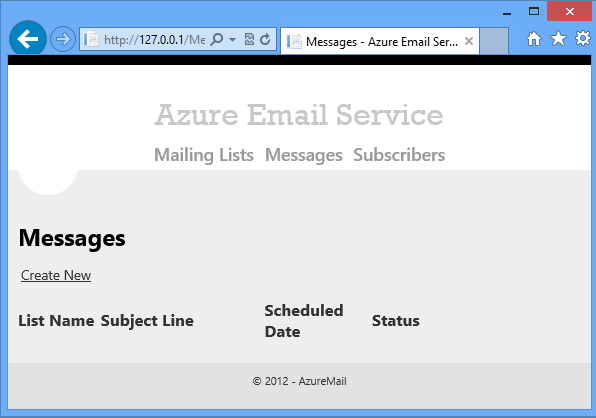 http://127.0.0.1/Me
Messages - Azure Email Ser...
Azure Email Service
Mailing Lists Messages Subscribers
Messages
Create New
List Name Subject Line Scheduled Date Status
© 2012 - AzureMail